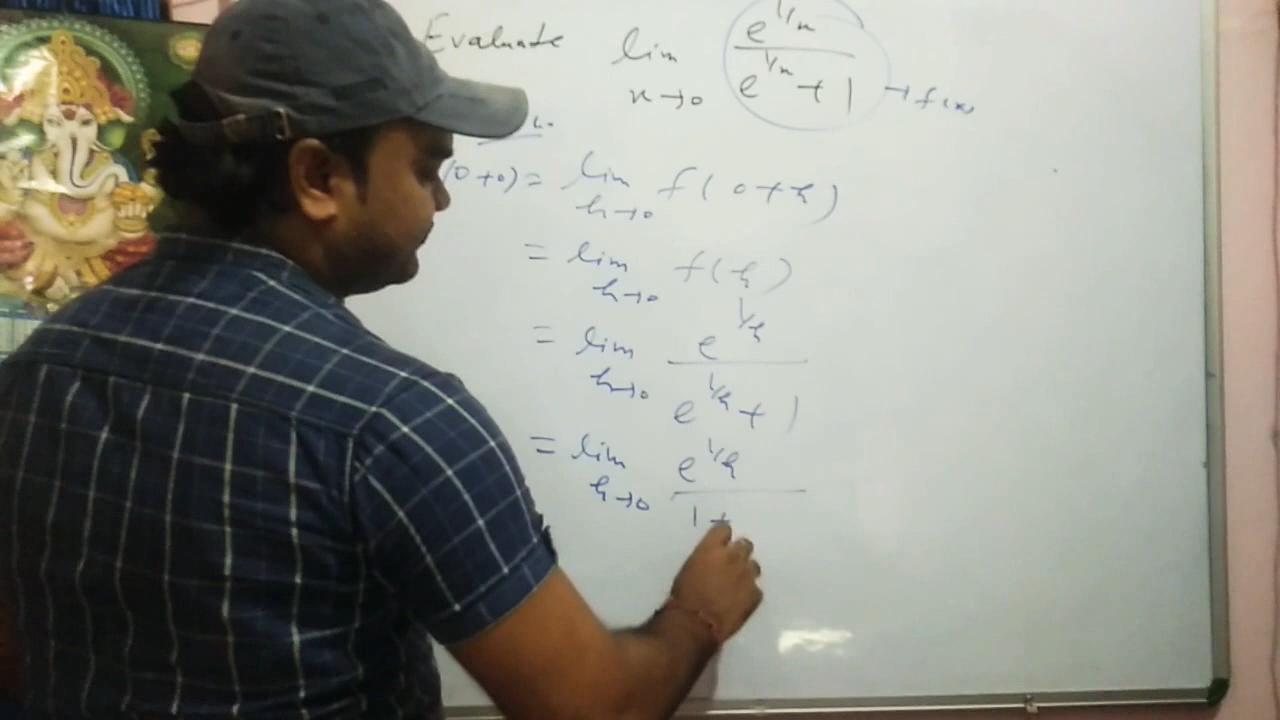 Evaluate lim x→0 e^{1/x} / e^{1/x} + 1 → f(x)
(0+0) = lim h→0 f(0+h)
= lim h→0 f(h)
= lim h→0 e^{1/h} / e^{1/h} + 1
= lim h→0 e^{1/h} / 1+